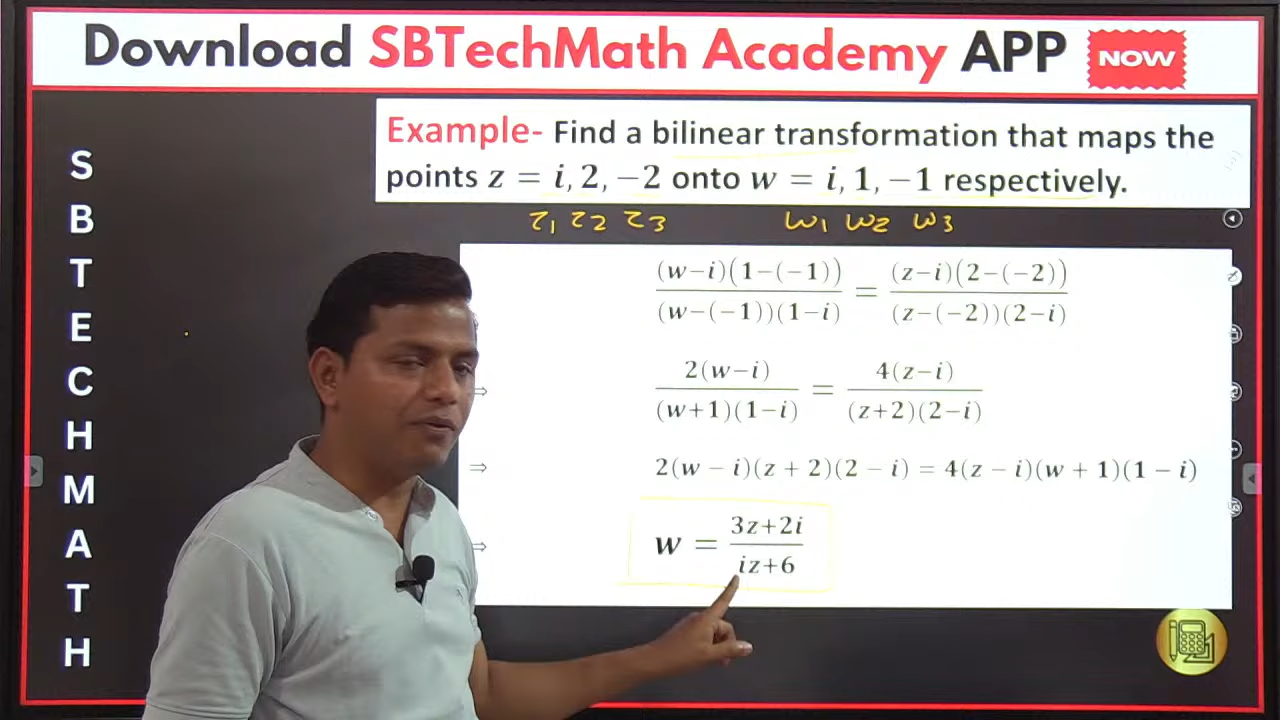 Download SBTechMath Academy APP NOW
S
B
T
E
C
H
M
A
T
H
Example- Find a bilinear transformation that maps the
points z = i, 2, −2 onto w = i, 1, −1 respectively.
z1 z2 z3 w1 w2 w3
(w−i)(1−(−1))/(w−(−1))(1−i) = (z−i)(2−(−2))/(z−(−2))(2−i)
⇒ 2(w−i)/(w+1)(1−i) = 4(z−i)/(z+2)(2−i)
⇒ 2(w − i)(z + 2)(2 − i) = 4(z − i)(w + 1)(1 − i)
⇒ w = 3z+2i/iz+6